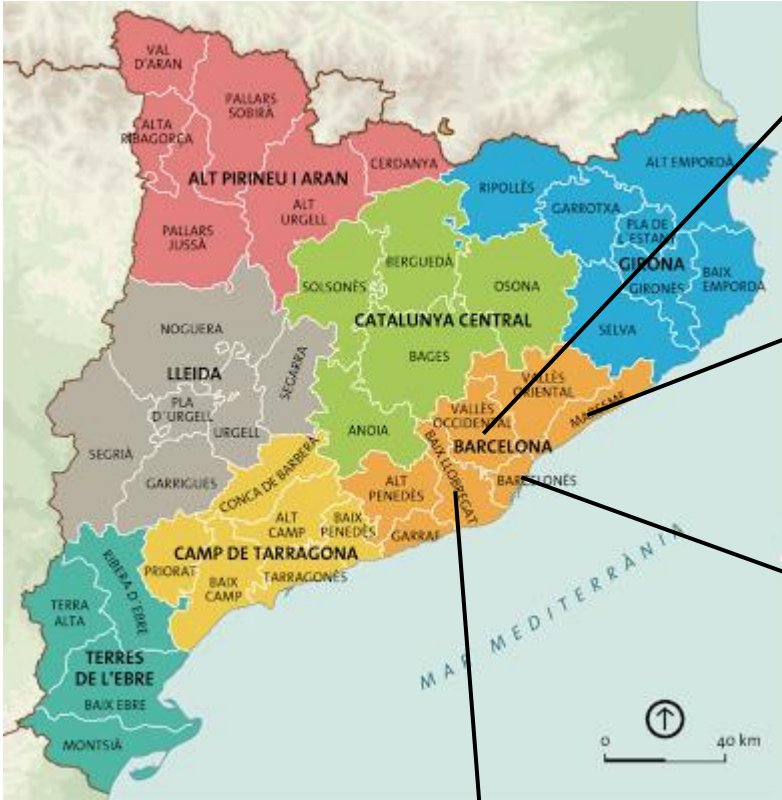 VAL
D'ARAN
PALLARS
SOBIRÀ
ALTA
RIBAGORÇA
CERDANYA
ALT PIRINEU I ARAN
ALT
URGELL
PALLARS
JUSSÀ
RIPOLLÈS
ALT EMPORDÀ
GARROTXA
PLA DE
L'ESTANY
GIRONA
GIRONÈS
BAIX
EMPORDÀ
SELVA
BERGUEDÀ
SOLSONÈS
OSONA
CATALUNYA CENTRAL
BAGES
ANOIA
NOGUERA
LLEIDA
SEGARRA
PLA
D'URGELL
URGELL
SEGRIÀ
GARRIGUES
VALLÈS
ORIENTAL
VALLÈS
OCCIDENTAL
MARESME
BARCELONA
BAIX LLOBREGAT
BARCELONÈS
ALT
PENEDÈS
GARRAF
CONCA DE BARBERÀ
ALT
CAMP
BAIX
PENEDÈS
CAMP DE TARRAGONA
PRIORAT
BAIX
CAMP
TARRAGONÈS
RIBERA D'EBRE
TERRA
ALTA
TERRES
DE L'EBRE
BAIX EBRE
MONTSIÀ
MAR MEDITERRÀNIA
0 40 km